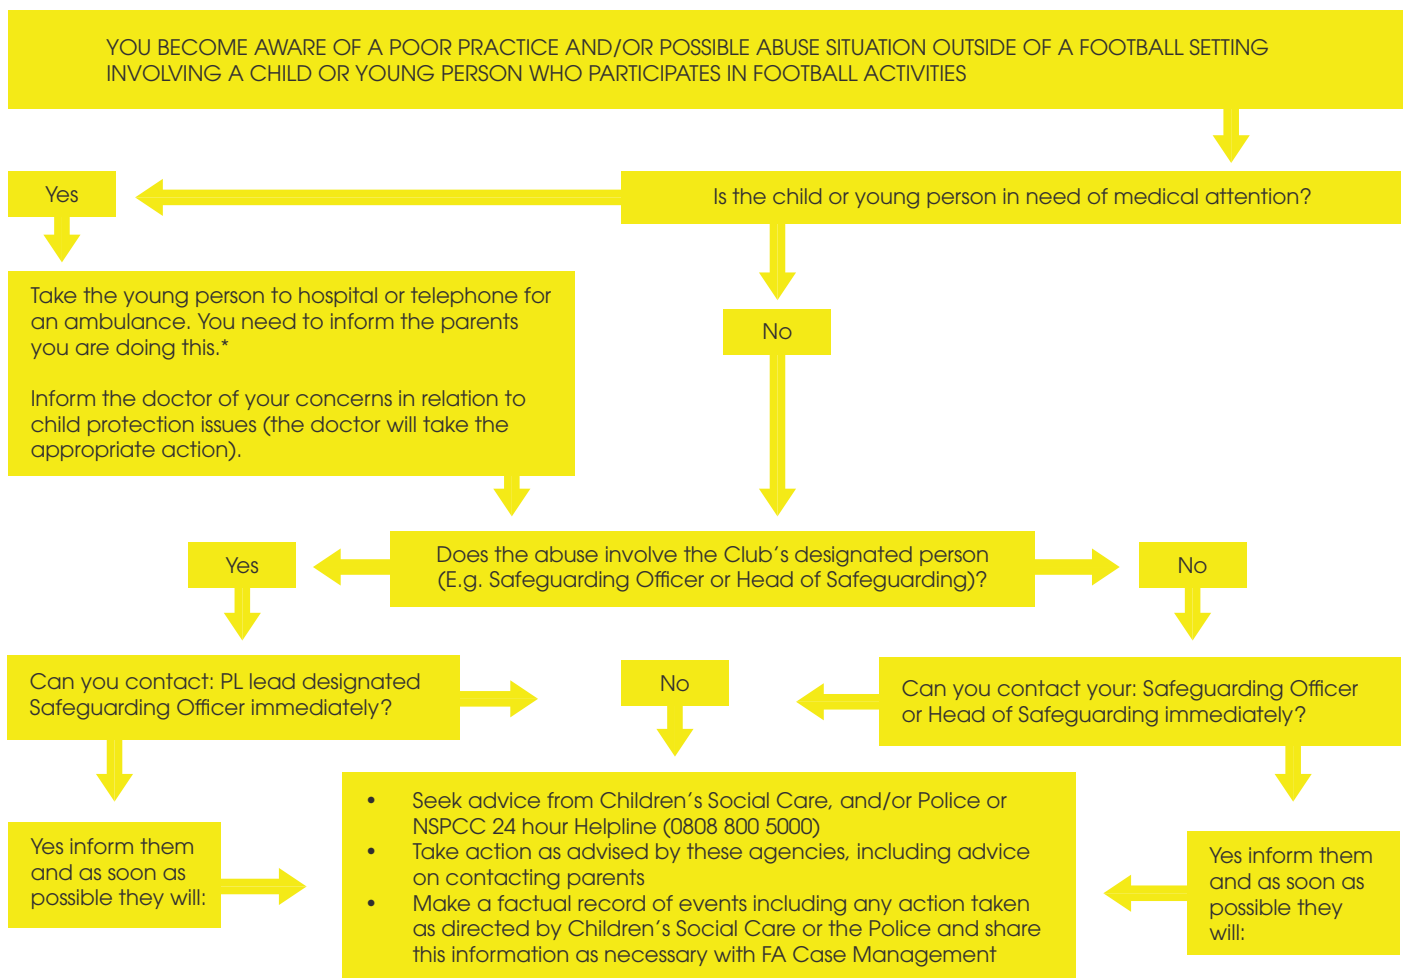 YOU BECOME AWARE OF A POOR PRACTICE AND/OR POSSIBLE ABUSE SITUATION OUTSIDE OF A FOOTBALL SETTING
INVOLVING A CHILD OR YOUNG PERSON WHO PARTICIPATES IN FOOTBALL ACTIVITIES
Yes
Is the child or young person in need of medical attention?
Take the young person to hospital or telephone for
an ambulance. You need to inform the parents
you are doing this.*
Inform the doctor of your concerns in relation to
child protection issues (the doctor will take the
appropriate action).
No
Yes
Does the abuse involve the Club's designated person
(E.g. Safeguarding Officer or Head of Safeguarding)?
No
Can you contact: PL lead designated
Safeguarding Officer immediately?
No
Can you contact your: Safeguarding Officer
or Head of Safeguarding immediately?
Yes inform them
and as soon as
possible they will:
• Seek advice from Children's Social Care, and/or Police or
NSPCC 24 hour Helpline (0808 800 5000)
• Take action as advised by these agencies, including advice
on contacting parents
• Make a factual record of events including any action taken
as directed by Children's Social Care or the Police and share
this information as necessary with FA Case Management
Yes inform them
and as soon as
possible they
will: